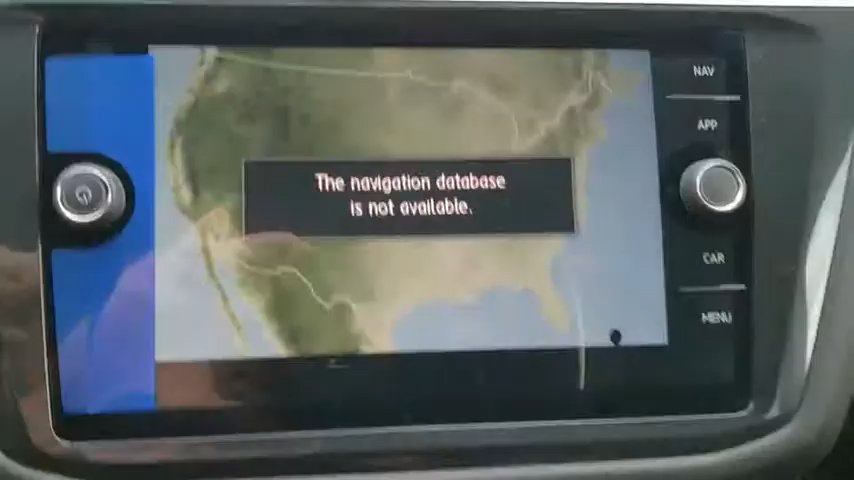 NAV
APP
The navigation database
is not available.
CAR
MENU